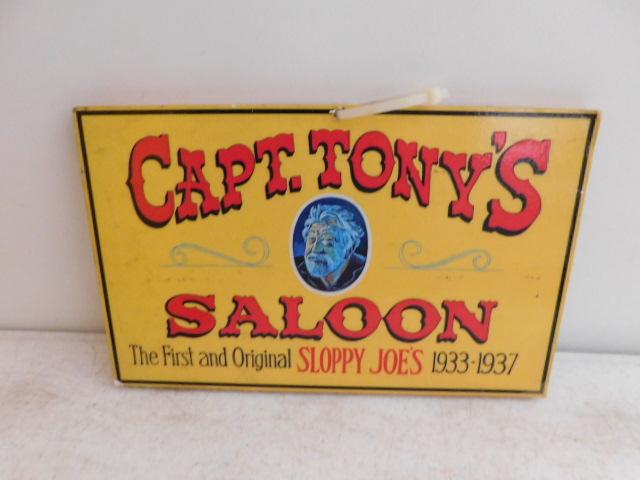 CAPT. TONY'S
SALOON
The First and Original SLOPPY JOE'S 1933-1937